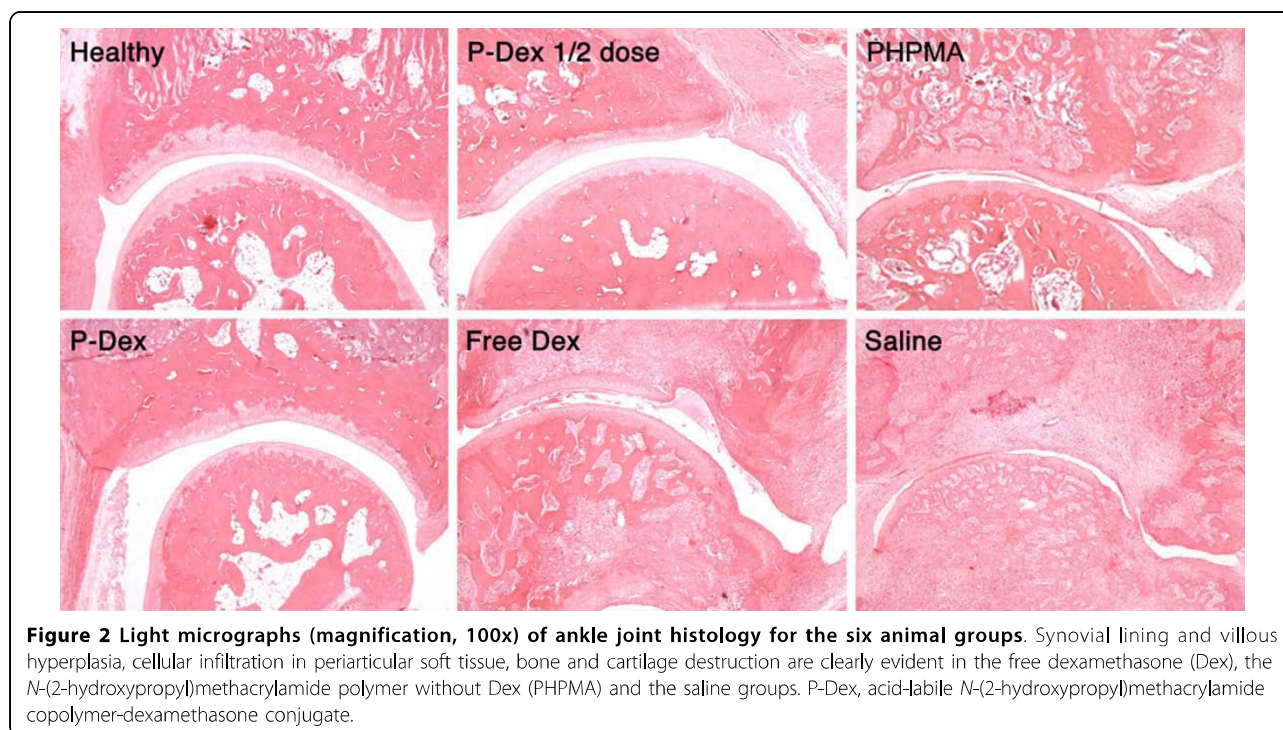 Healthy
P-Dex 1/2 dose
PHPMA
P-Dex
Free Dex
Saline
Figure 2 Light micrographs (magnification, 100x) of ankle joint histology for the six animal groups. Synovial lining and villous
hyperplasia, cellular infiltration in periarticular soft tissue, bone and cartilage destruction are clearly evident in the free dexamethasone (Dex), the
N-(2-hydroxypropyl)methacrylamide polymer without Dex (PHPMA) and the saline groups. P-Dex, acid-labile N-(2-hydroxypropyl)methacrylamide
copolymer-dexamethasone conjugate.